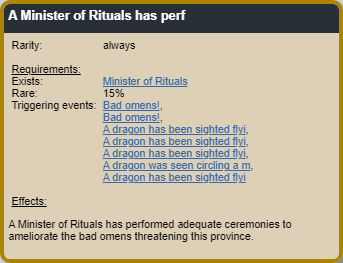 A Minister of Rituals has perf
Rarity: always
Requirements:
Exists: Minister of Rituals
Rare: 15%
Triggering events: Bad omens!,
Bad omens!,
A dragon has been sighted flyi,
A dragon has been sighted flyi,
A dragon has been sighted flyi,
A dragon was seen circling a m,
A dragon has been sighted flyi
Effects:
A Minister of Rituals has performed adequate ceremonies to
ameliorate the bad omens threatening this province.